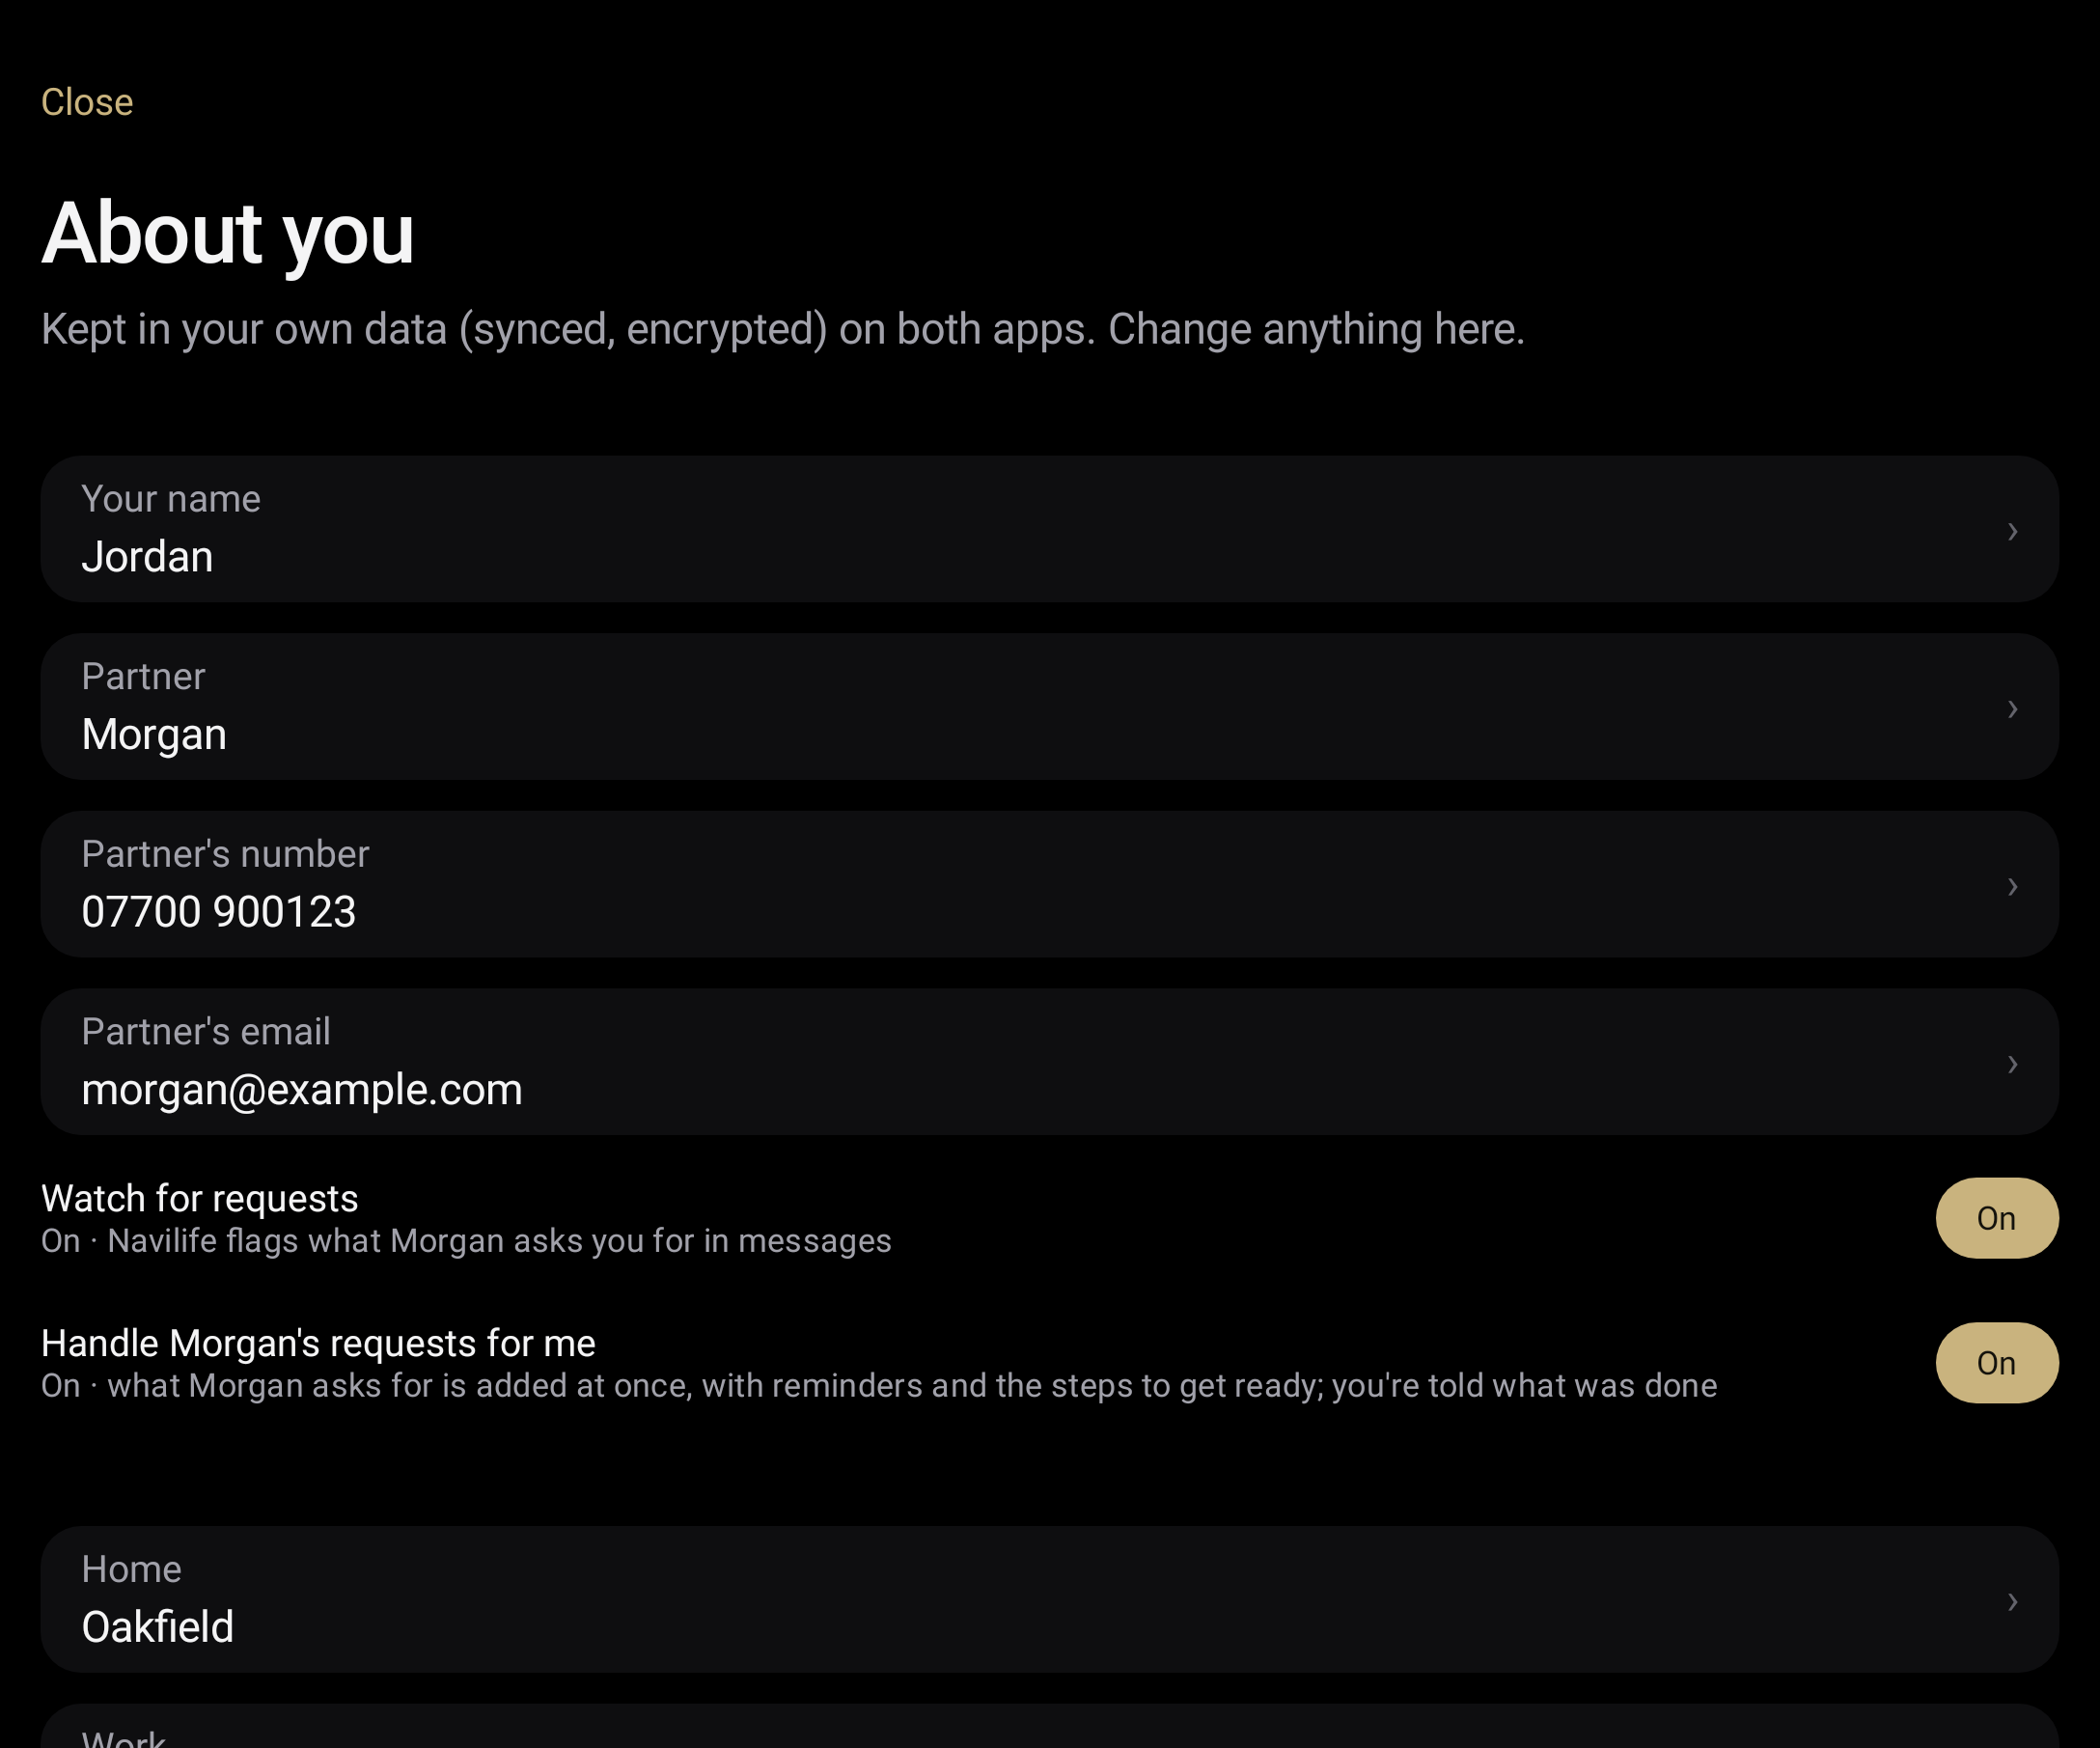 Close
About you
Kept in your own data (synced, encrypted) on both apps. Change anything here.
Your name
Jordan
›
Partner
Morgan
›
Partner's number
07700 900123
›
Partner's email
morgan@example.com
›
Watch for requests
On · Navilife flags what Morgan asks you for in messages
On
Handle Morgan's requests for me
On · what Morgan asks for is added at once, with reminders and the steps to get ready; you're told what was done
On
Home
Oakfield
›
Work